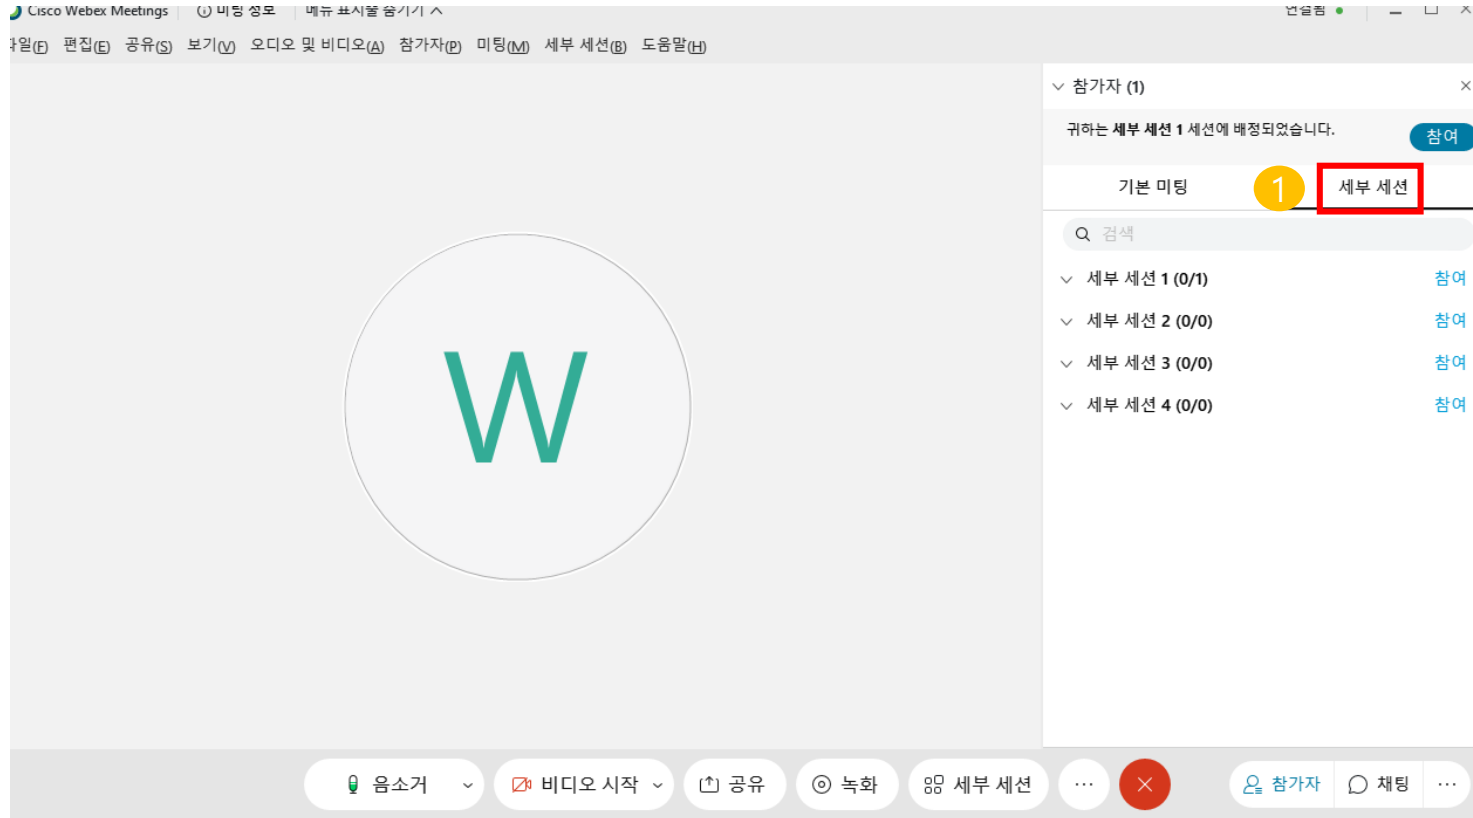 Cisco Webex Meetings 미팅 정보 메뉴 표시줄 숨기기 연결됨
파일(F) 편집(E) 공유(S) 보기(V) 오디오 및 비디오(A) 참가자(P) 미팅(M) 세부 세션(B) 도움말(H)
참가자 (1)
귀하는 세부 세션 1 세션에 배정되었습니다. 참여
기본 미팅 1 세부 세션
검색
세부 세션 1 (0/1) 참여
세부 세션 2 (0/0) 참여
세부 세션 3 (0/0) 참여
세부 세션 4 (0/0) 참여
W
음소거 비디오 시작 공유 녹화 세부 세션 ... 참가자 채팅 ...